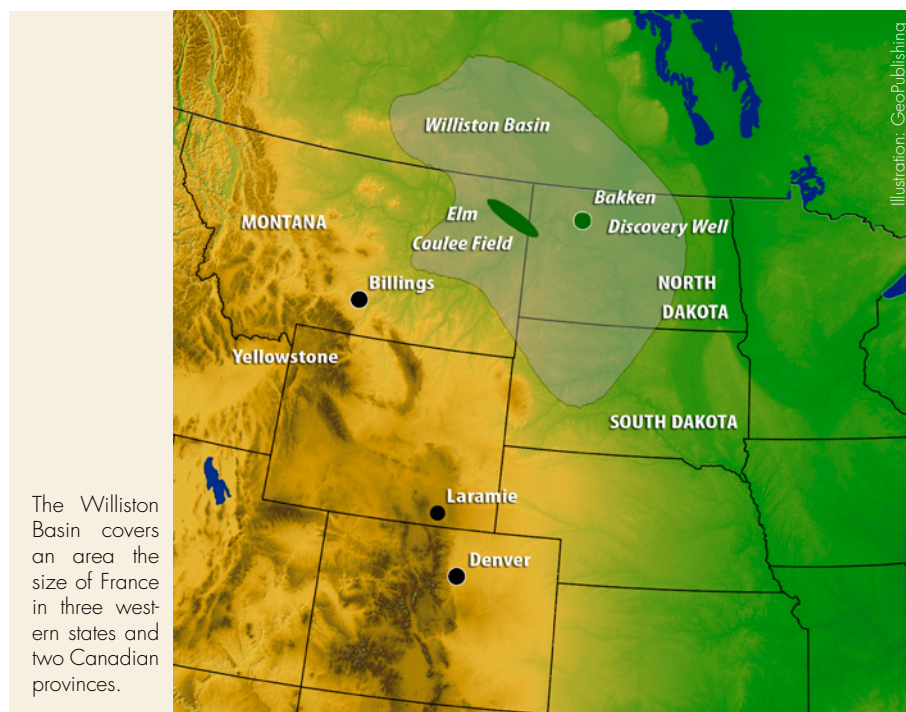 Illustration: GeoPublishing
Williston Basin
Bakken
Discovery Well
Elm
Coulee Field
MONTANA
Billings
NORTH
DAKOTA
Yellowstone
SOUTH DAKOTA
Laramie
Denver
The Williston
Basin covers
an area the
size of France
in three west-
ern states and
two Canadian
provinces.